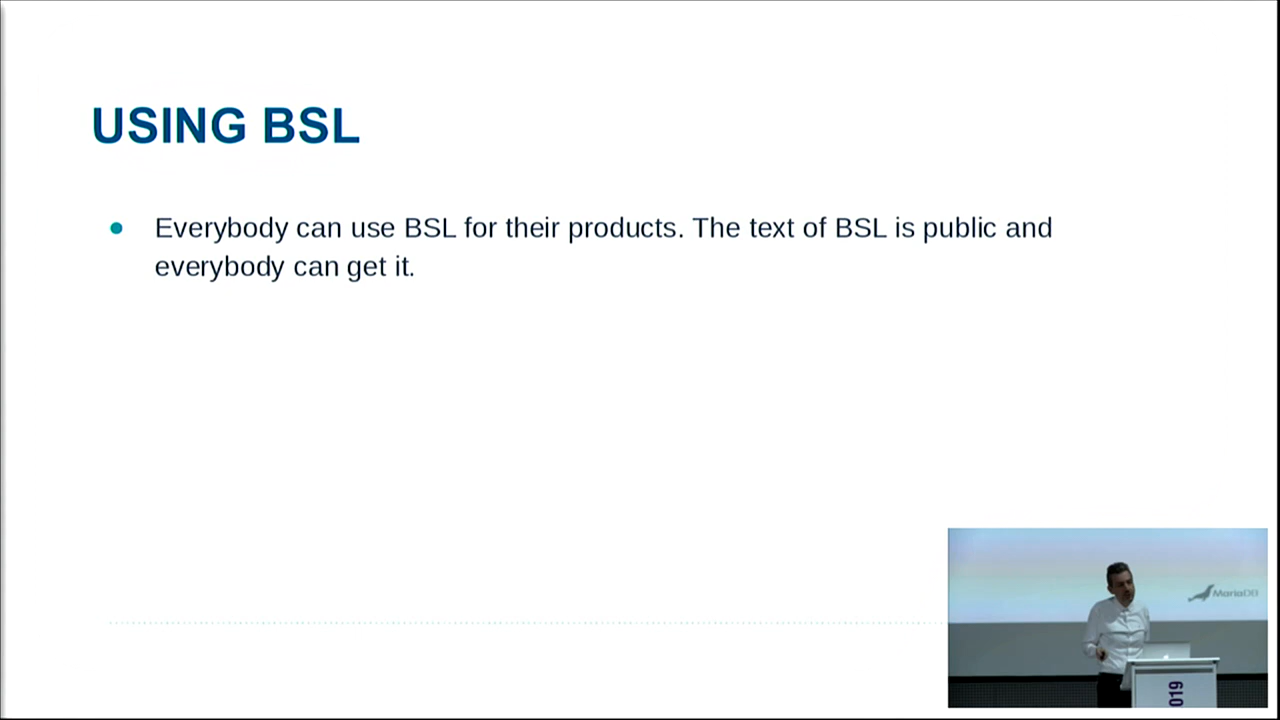 USING BSL
Everybody can use BSL for their products. The text of BSL is public and
everybody can get it.
MariaDB
019